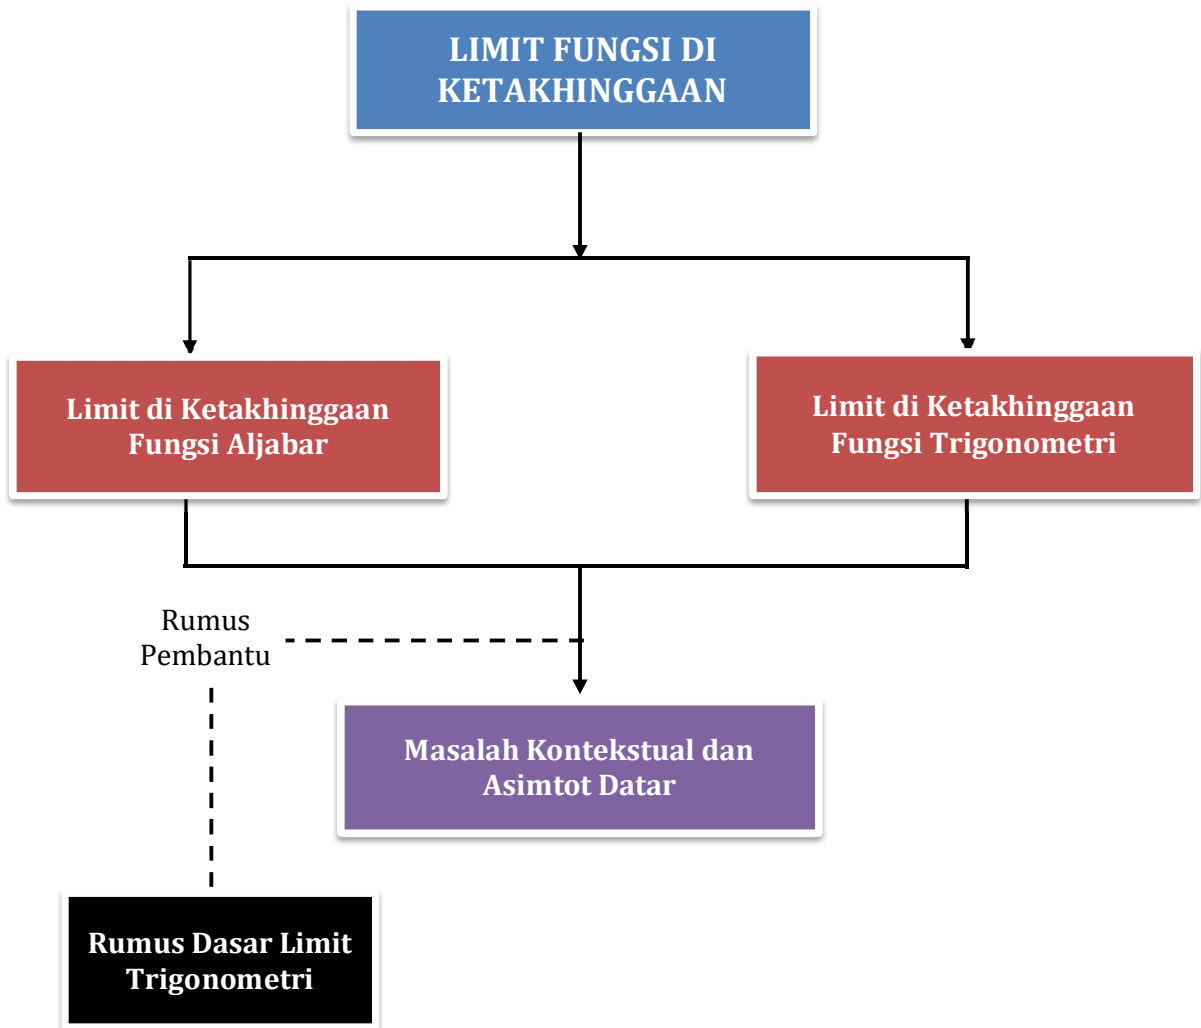 LIMIT FUNGSI DI
KETAKHINGGAAN
Limit di Ketakhinggaan
Fungsi Aljabar
Limit di Ketakhinggaan
Fungsi Trigonometri
Rumus
Pembantu
Masalah Kontekstual dan
Asimtot Datar
Rumus Dasar Limit
Trigonometri